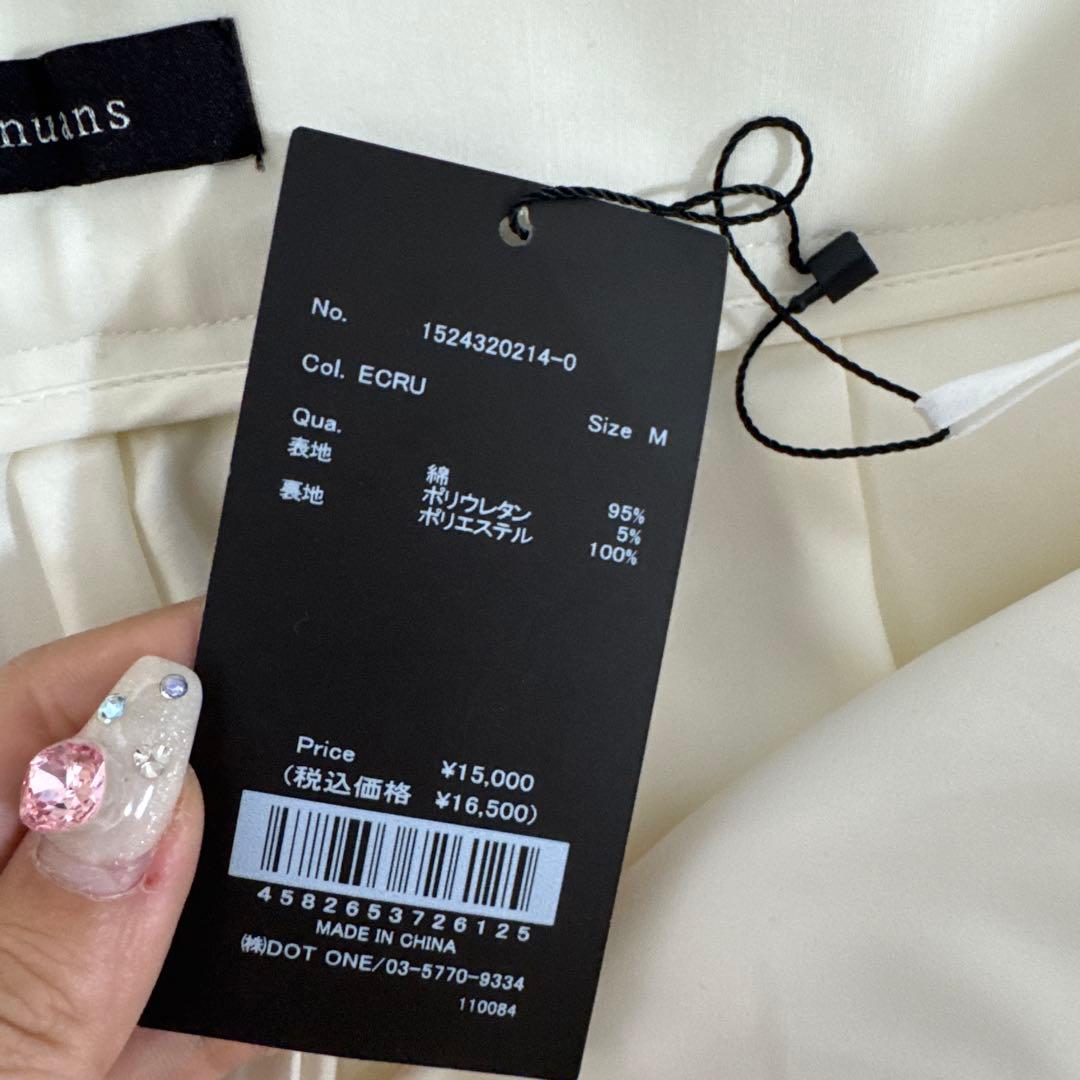 nuans
No. 1524320214-0
Col. ECRU
Size M
Qua.
表地 綿 95%
ポリウレタン 5%
裏地 ポリエステル 100%
Price ¥15,000
(税込価格 ¥16,500)
4582653726125
MADE IN CHINA
㈱DOT ONE/03-5770-9334
110084